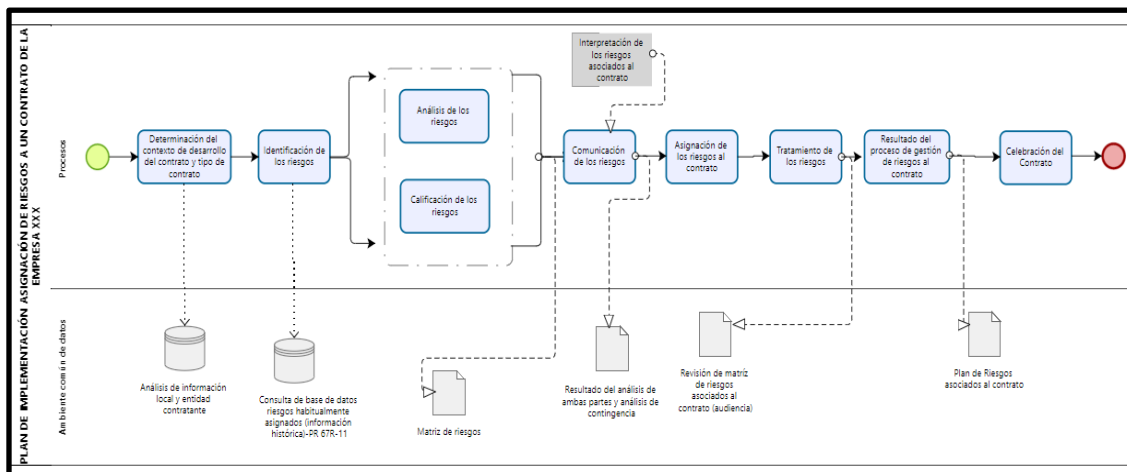 PLAN DE IMPLEMENTACIÓN ASIGNACIÓN DE RIESGOS A UN CONTRATO DE LA
EMPRESA XXX
Procesos
Interpretación de
los riesgos
asociados al
contrato
Determinación del
contexto de desarrollo
del contrato y tipo de
contrato
Identificación de
los riesgos
Análisis de los
riesgos
Calificación de los
riesgos
Comunicación
de los riesgos
Asignación de
los riesgos al
contrato
Tratamiento de
los riesgos
Resultado del
proceso de gestión
de riesgos al
contrato
Celebración del
Contrato
Ambiente común de datos
Análisis de información
local y entidad
contratante
Consulta de base de datos
riesgos habitualmente
asignados (información
histórica)-PR 67R-11
Matriz de riesgos
Resultado del análisis de
ambas partes y análisis de
contingencia
Revisión de matríz
de riesgos
asociados al
contrato (audiencia)
Plan de Riesgos
asociados al contrato